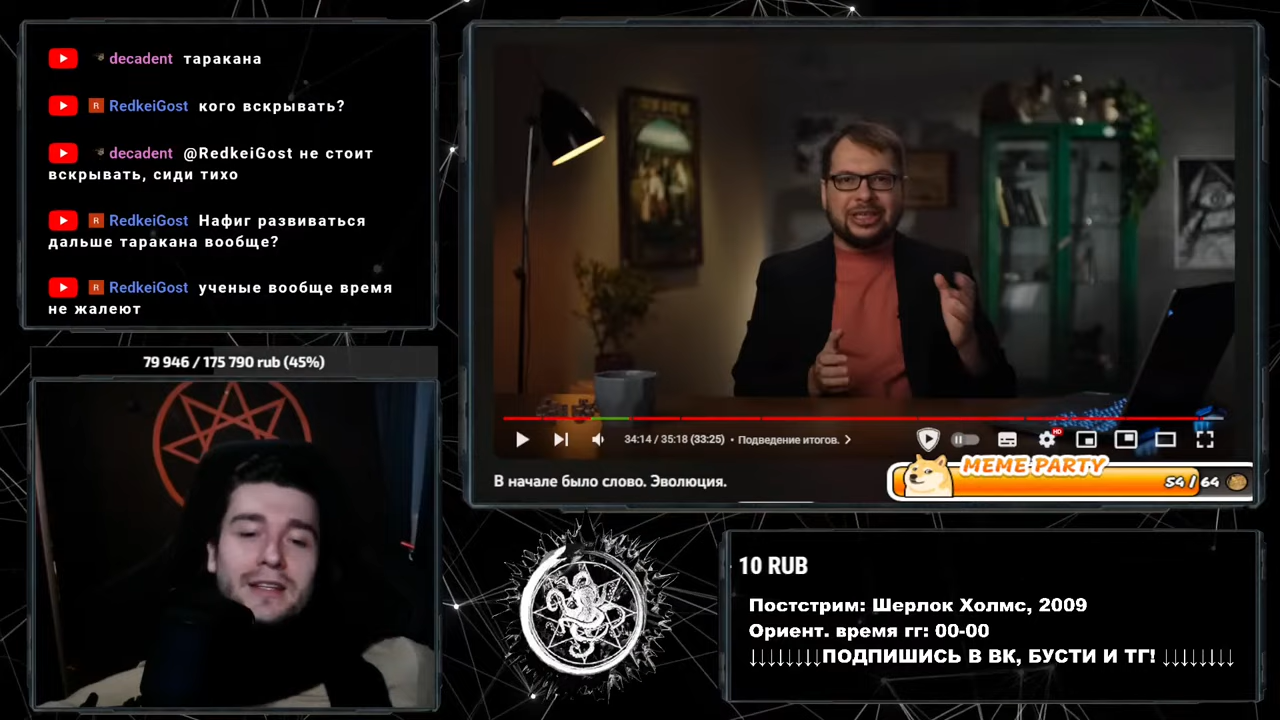 decadent таракана
R RedkeiGost кого вскрывать?
decadent @RedkeiGost не стоит
вскрывать, сиди тихо
R RedkeiGost Нафиг развиваться
дальше таракана вообще?
R RedkeiGost ученые вообще время
не жалеют
79 946 / 175 790 rub (45%)
34:14 / 35:18 (33:25) • Подведение итогов.
HD
В начале было слово. Эволюция.
MEME PARTY
54 / 64
10 RUB
Постстрим: Шерлок Холмс, 2009
Ориент. время гг: 00-00
↓↓↓↓↓↓↓↓ПОДПИШИСЬ В ВК, БУСТИ И ТГ! ↓↓↓↓↓↓↓↓